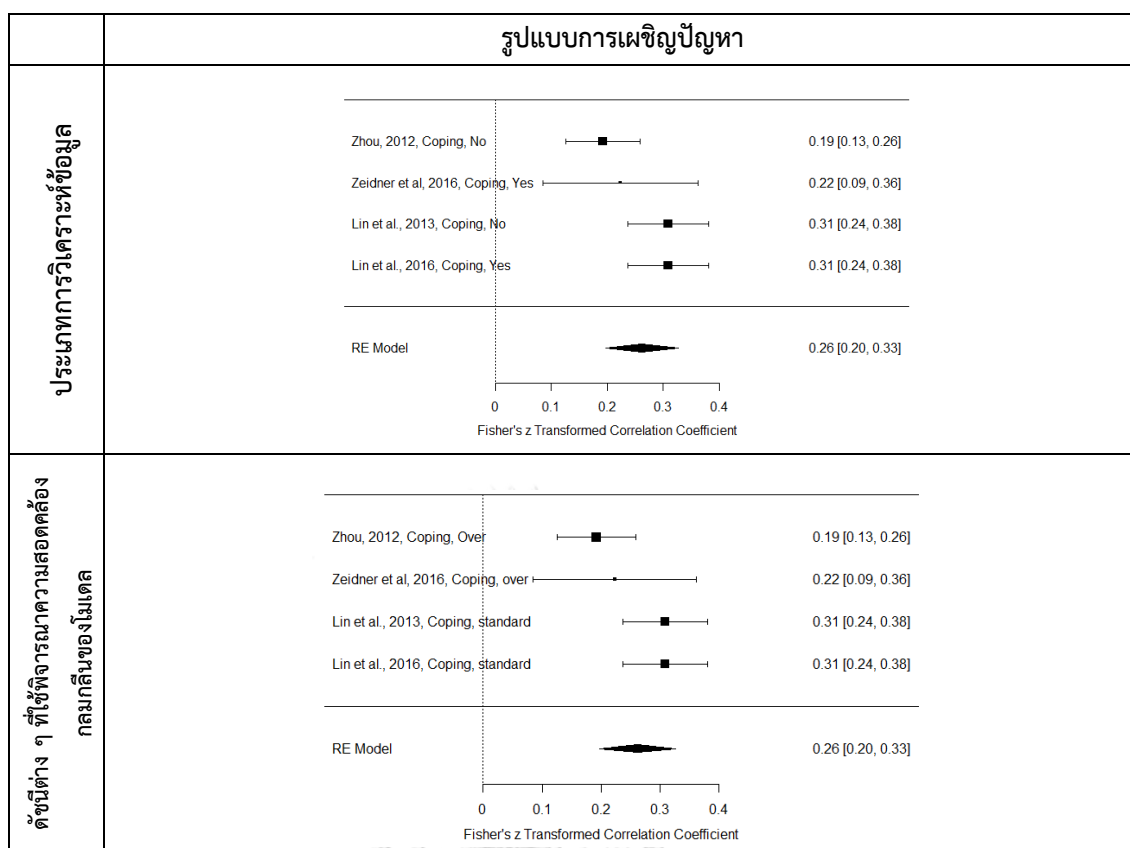 รูปแบบการเผชิญปัญหา
ประเภทการวิเคราะห์ข้อมูล
Zhou, 2012, Coping, No
0.19 [0.13, 0.26]
Zeidner et al, 2016, Coping, Yes
0.22 [0.09, 0.36]
Lin et al., 2013, Coping, No
0.31 [0.24, 0.38]
Lin et al., 2016, Coping, Yes
0.31 [0.24, 0.38]
RE Model
0.26 [0.20, 0.33]
0 0.1 0.2 0.3 0.4
Fisher's z Transformed Correlation Coefficient
ดัชนีต่าง ๆ ที่ใช้พิจารณาความสอดคล้อง
กลมกลืนของโมเดล
Zhou, 2012, Coping, Over
0.19 [0.13, 0.26]
Zeidner et al, 2016, Coping, over
0.22 [0.09, 0.36]
Lin et al., 2013, Coping, standard
0.31 [0.24, 0.38]
Lin et al., 2016, Coping, standard
0.31 [0.24, 0.38]
RE Model
0.26 [0.20, 0.33]
0 0.1 0.2 0.3 0.4
Fisher's z Transformed Correlation Coefficient